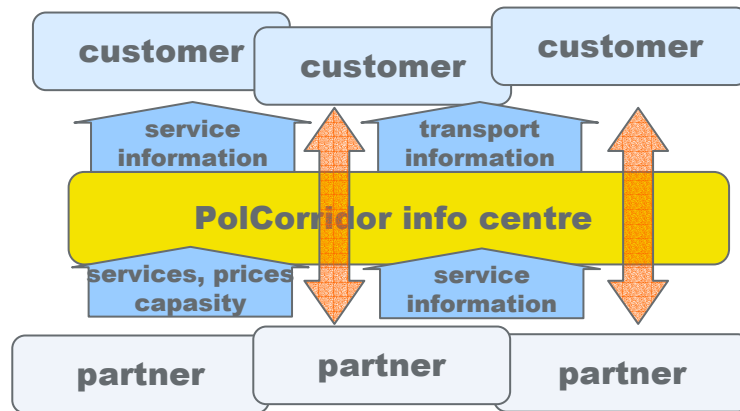 customer
customer
customer
service
information
transport
information
PolCorridor info centre
services, prices
capasity
service
information
partner
partner
partner